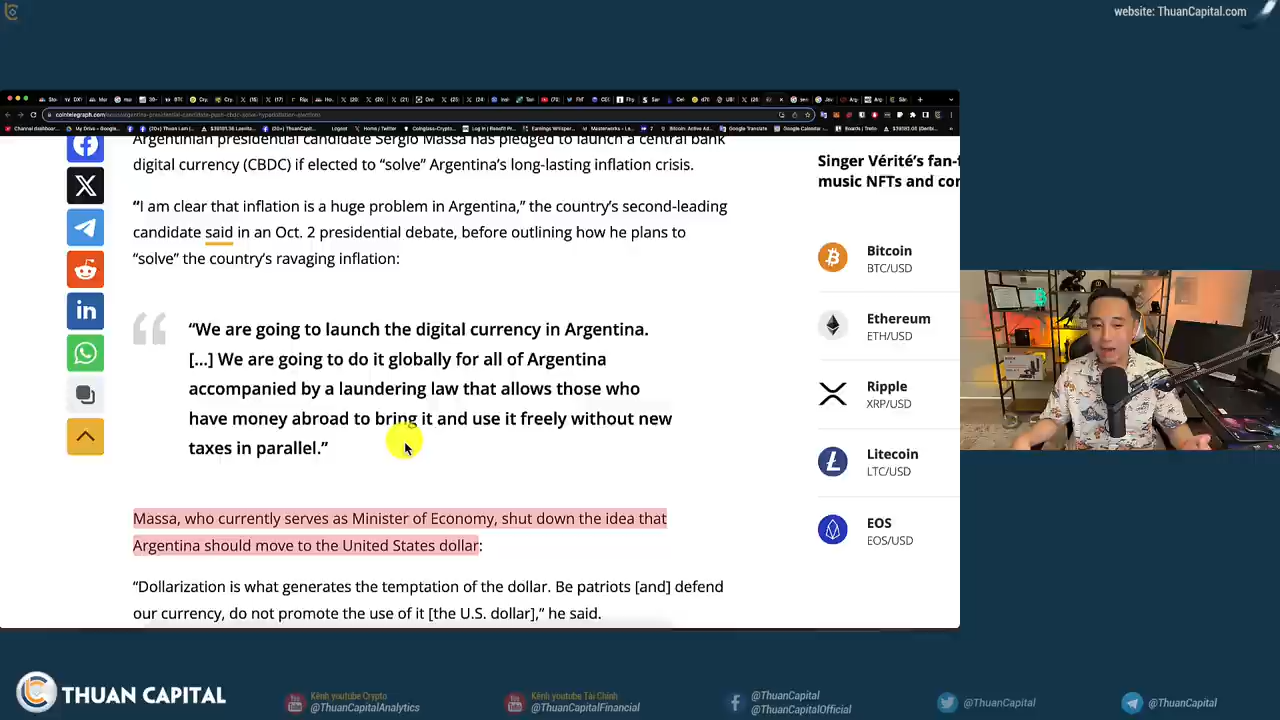 website: ThuanCapital.com
cointelegraph.com
Argentinian presidential candidate Sergio Massa has pledged to launch a central bank
digital currency (CBDC) if elected to “solve” Argentina’s long-lasting inflation crisis.
“I am clear that inflation is a huge problem in Argentina,” the country’s second-leading
candidate said in an Oct. 2 presidential debate, before outlining how he plans to
“solve” the country’s ravaging inflation:
“We are going to launch the digital currency in Argentina.
[...] We are going to do it globally for all of Argentina
accompanied by a laundering law that allows those who
have money abroad to bring it and use it freely without new
taxes in parallel.”
Massa, who currently serves as Minister of Economy, shut down the idea that
Argentina should move to the United States dollar:
“Dollarization is what generates the temptation of the dollar. Be patriots [and] defend
our currency, do not promote the use of it [the U.S. dollar],” he said.
Singer Vérité’s fan-f
music NFTs and con
Bitcoin
BTC/USD
Ethereum
ETH/USD
Ripple
XRP/USD
Litecoin
LTC/USD
EOS
EOS/USD
THUAN CAPITAL
Kênh youtube Crypto
@ThuanCapitalAnalytics
Kênh youtube Tài Chính
@ThuanCapitalFinancial
@ThuanCapital
@ThuanCapitalOfficial
@ThuanCapital
@ThuanCapital